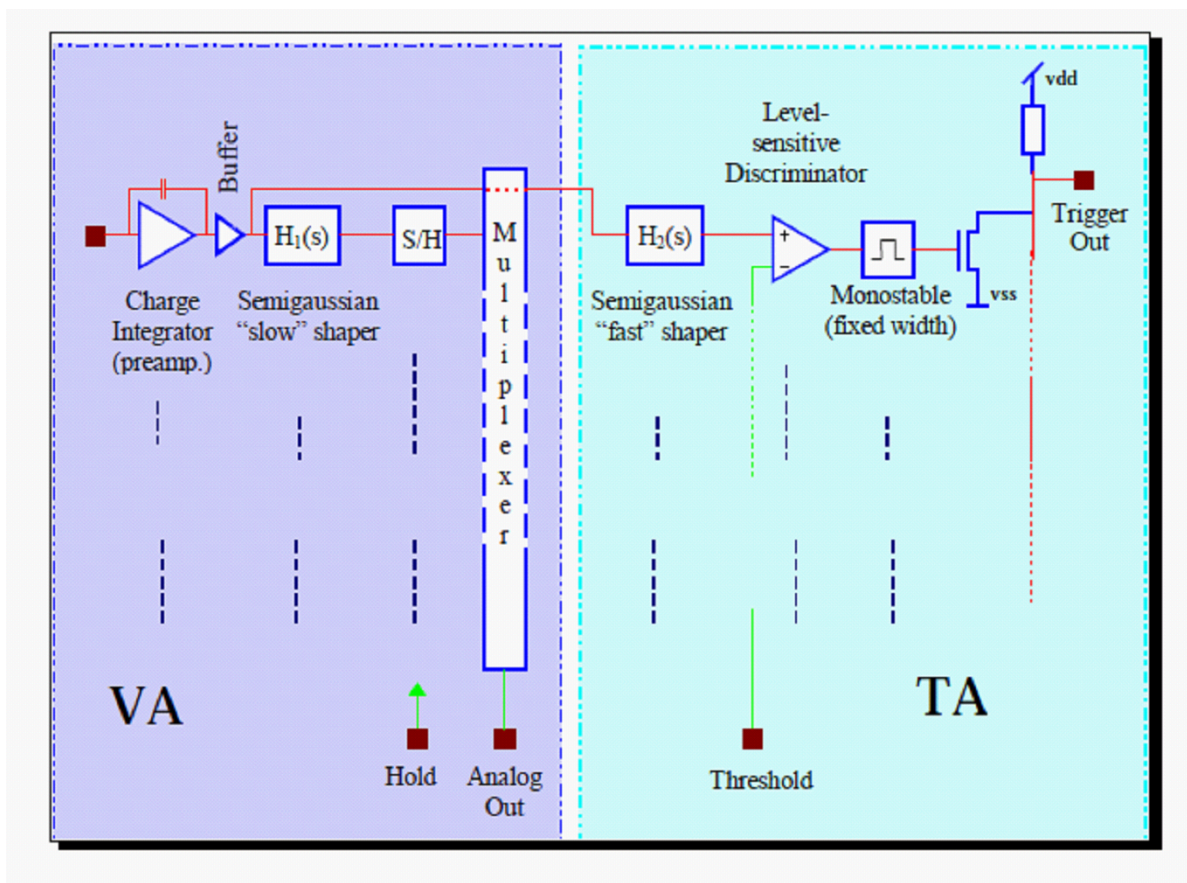 Buffer
H₁(s)
S/H
Multiplexer
Charge
Integrator
(preamp.)
Semigaussian
“slow” shaper
VA
Hold
Analog
Out
Level-
sensitive
Discriminator
vdd
H₂(s)
+
−
Trigger
Out
vss
Semigaussian
“fast” shaper
Monostable
(fixed width)
TA
Threshold